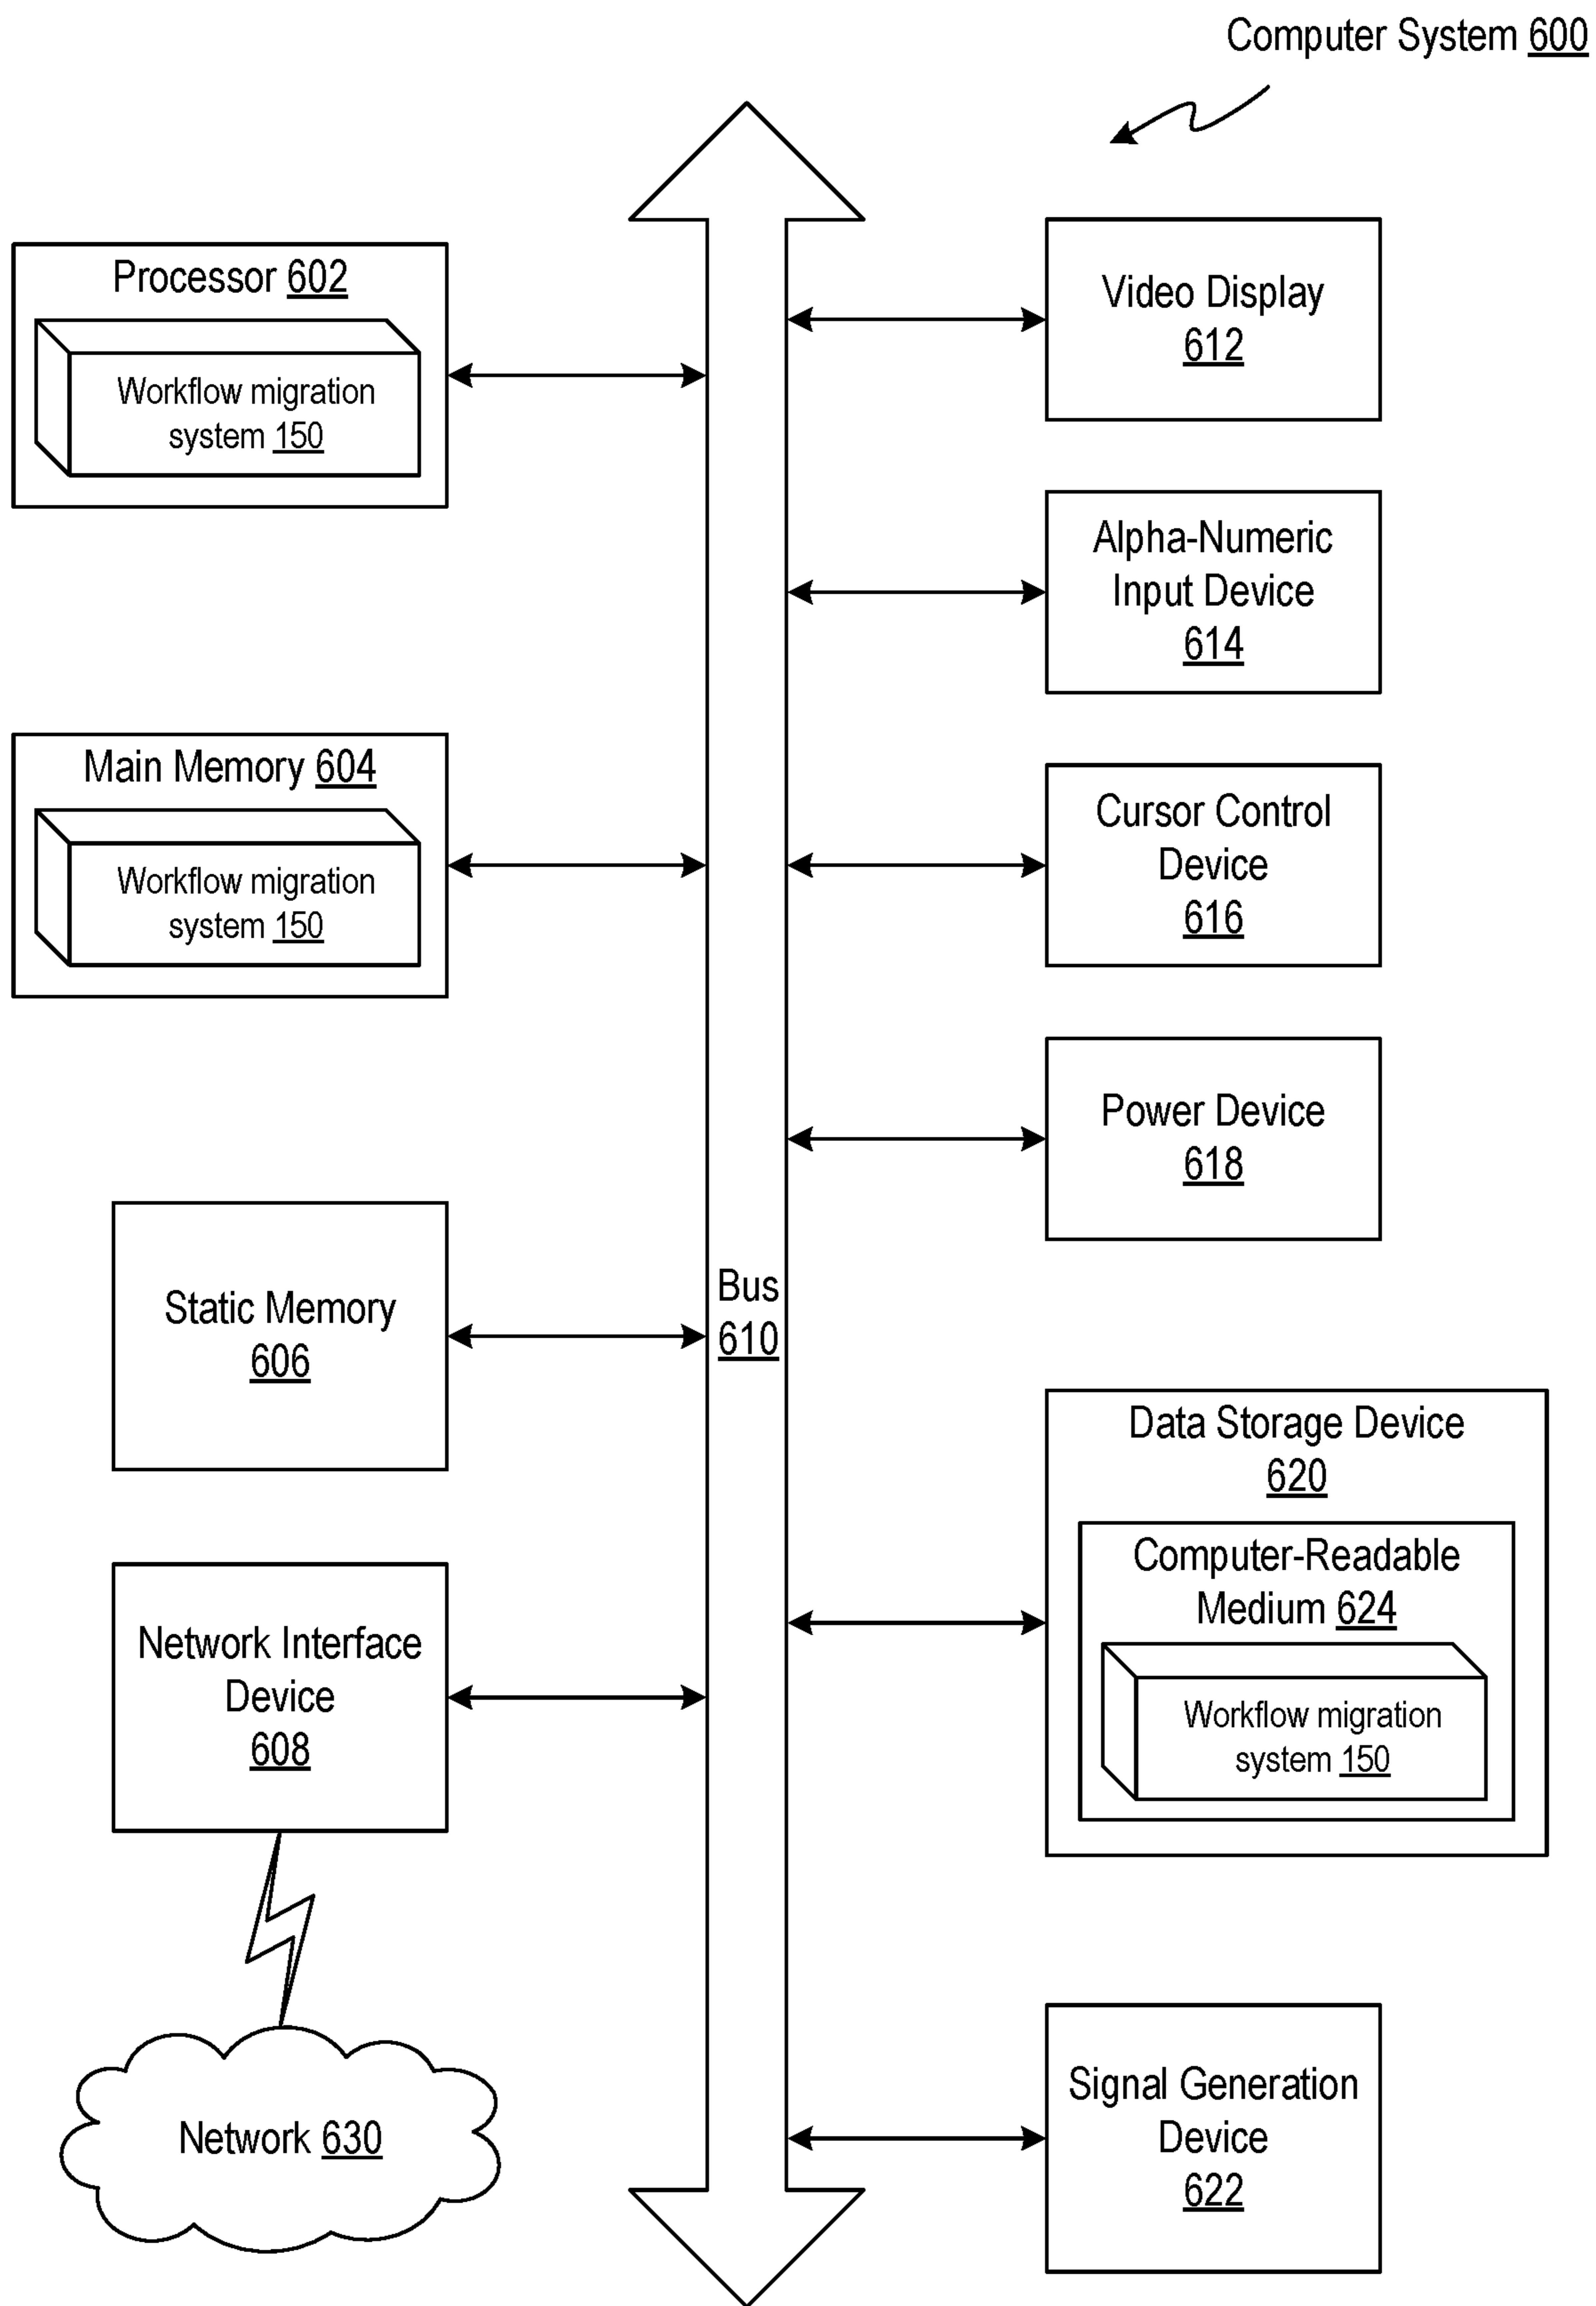 Computer System 600
Processor 602
Workflow migration
system 150
Main Memory 604
Workflow migration
system 150
Static Memory
606
Network Interface
Device
608
Network 630
Bus
610
Video Display
612
Alpha-Numeric
Input Device
614
Cursor Control
Device
616
Power Device
618
Data Storage Device
620
Computer-Readable
Medium 624
Workflow migration
system 150
Signal Generation
Device
622